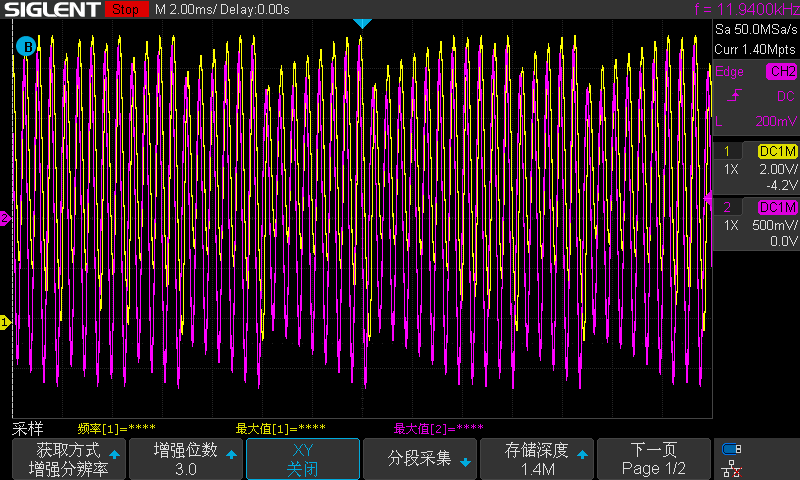 SIGLENT Stop M 2.00ms/ Delay:0.00s f = 11.9400kHz
Sa 50.0MSa/s
Curr 1.40Mpts
B
Edge CH2
DC
L 200mV
1 DC1M
1X 2.00V/
-4.2V
2 DC1M
1X 500mV/
0.0V
2
1
采样 频率[1]=**** 最大值[1]=**** 最大值[2]=****
获取方式
增强分辨率
增强位数
3.0
XY
关闭
分段采集
存储深度
1.4M
下一页
Page 1/2